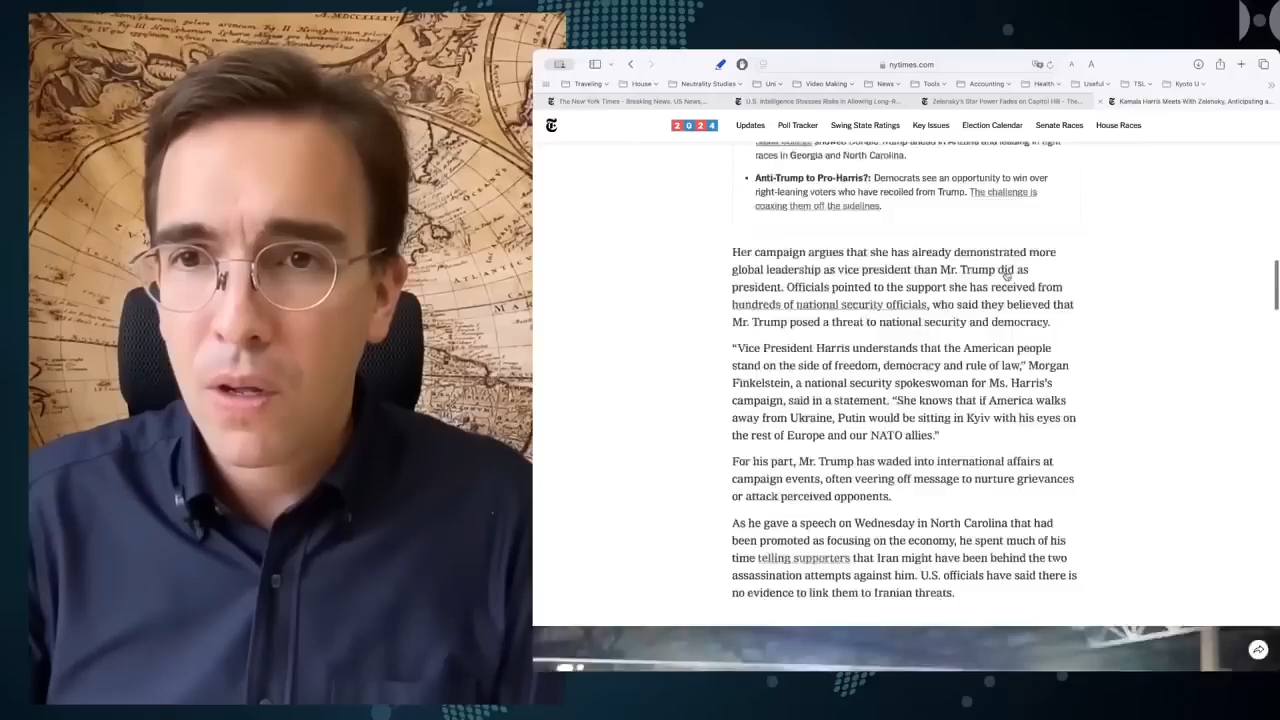 nytimes.com
Traveling House Neutrality Studies Uni Video Making News Tools Accounting Health Useful TSL Kyoto U
The New York Times - Breaking News, US News,... U.S. Intelligence Stresses Risks in Allowing Long-R... Zelensky's Star Power Fades on Capitol Hill - The... Kamala Harris Meets With Zelensky, Anticipating a
2024 Updates Poll Tracker Swing State Ratings Key Issues Election Calendar Senate Races House Races
races in Georgia and North Carolina.
• Anti-Trump to Pro-Harris?: Democrats see an opportunity to win over
right-leaning voters who have recoiled from Trump. The challenge is
coaxing them off the sidelines.
Her campaign argues that she has already demonstrated more
global leadership as vice president than Mr. Trump did as
president. Officials pointed to the support she has received from
hundreds of national security officials, who said they believed that
Mr. Trump posed a threat to national security and democracy.
“Vice President Harris understands that the American people
stand on the side of freedom, democracy and rule of law,” Morgan
Finkelstein, a national security spokeswoman for Ms. Harris’s
campaign, said in a statement. “She knows that if America walks
away from Ukraine, Putin would be sitting in Kyiv with his eyes on
the rest of Europe and our NATO allies.”
For his part, Mr. Trump has waded into international affairs at
campaign events, often veering off message to nurture grievances
or attack perceived opponents.
As he gave a speech on Wednesday in North Carolina that had
been promoted as focusing on the economy, he spent much of his
time telling supporters that Iran might have been behind the two
assassination attempts against him. U.S. officials have said there is
no evidence to link them to Iranian threats.